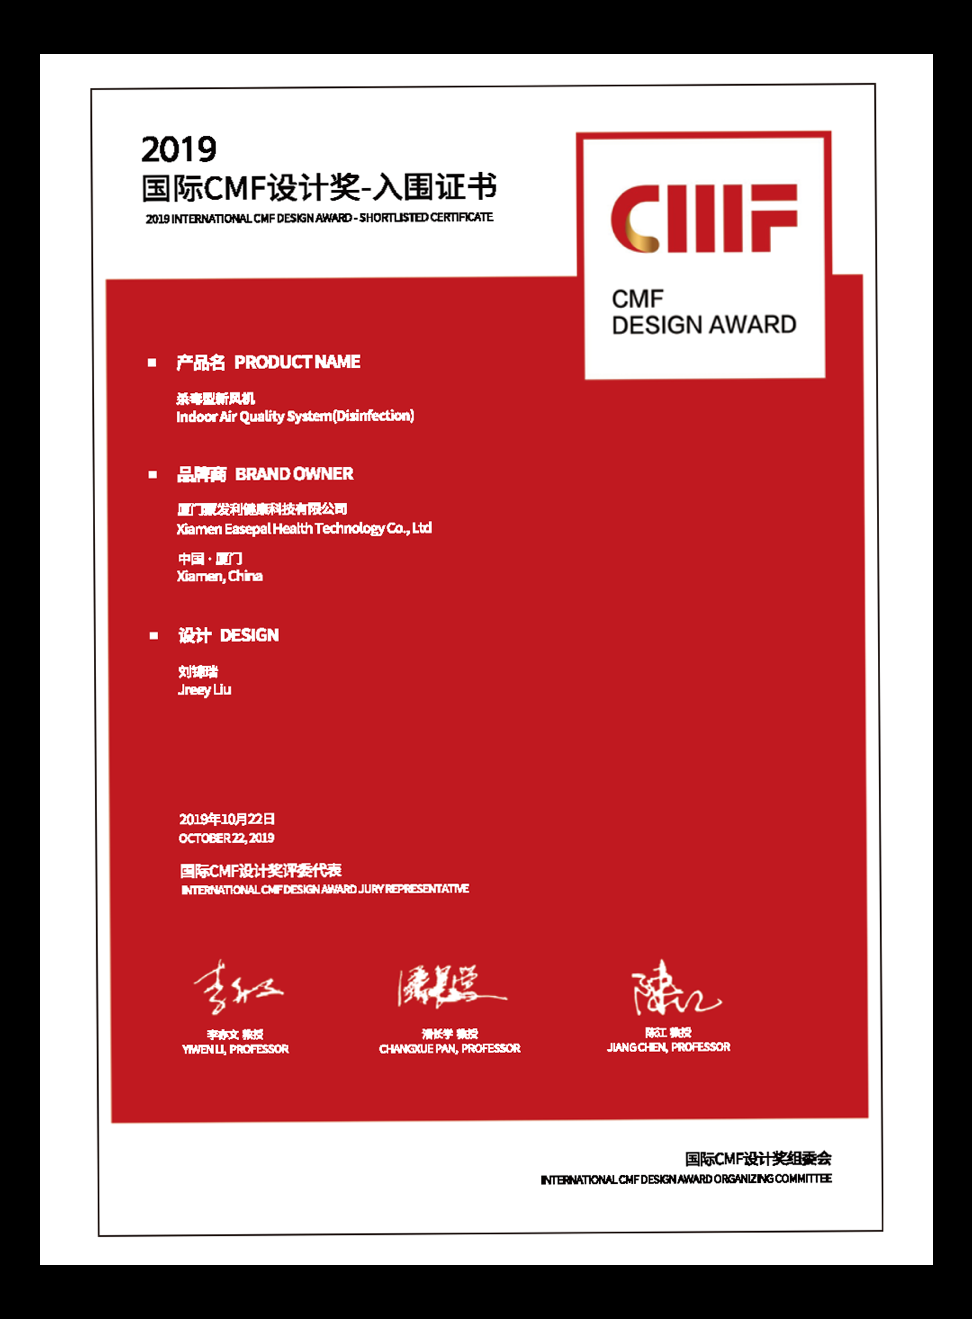 2019
国际CMF设计奖-入围证书
2019 INTERNATIONAL CMF DESIGN AWARD - SHORTLISTED CERTIFICATE
CMF
CMF
DESIGN AWARD
产品名 PRODUCT NAME
杀毒型新风机
Indoor Air Quality System(Disinfection)
品牌商 BRAND OWNER
厦门蒙发利健康科技有限公司
Xiamen Easepal Health Technology Co., Ltd
中国·厦门
Xiamen, China
设计 DESIGN
刘锦瑞
Jreey Liu
2019年10月22日
OCTOBER 22, 2019
国际CMF设计奖评委代表
INTERNATIONAL CMF DESIGN AWARD JURY REPRESENTATIVE
李亦文 教授
YIWEN LI, PROFESSOR
潘长学 教授
CHANGXUE PAN, PROFESSOR
陈江 教授
JIANG CHEN, PROFESSOR
国际CMF设计奖组委会
INTERNATIONAL CMF DESIGN AWARD ORGANIZING COMMITTEE